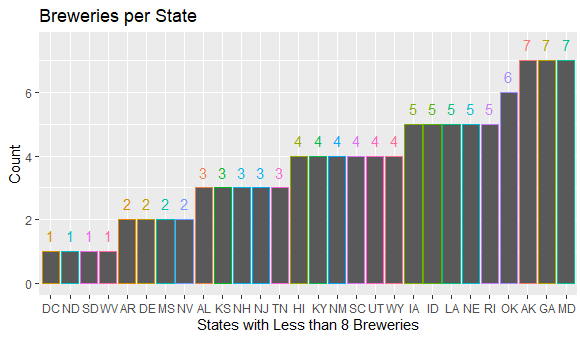 Breweries per State
Count
6
4
2
0
1 1 1 1 2 2 2 2 3 3 3 3 3 4 4 4 4 4 4 5 5 5 5 5 6 7 7 7
DC ND SD WV AR DE MS NV AL KS NH NJ TN HI KY NM SC UT WY IA ID LA NE RI OK AK GA MD
States with Less than 8 Breweries